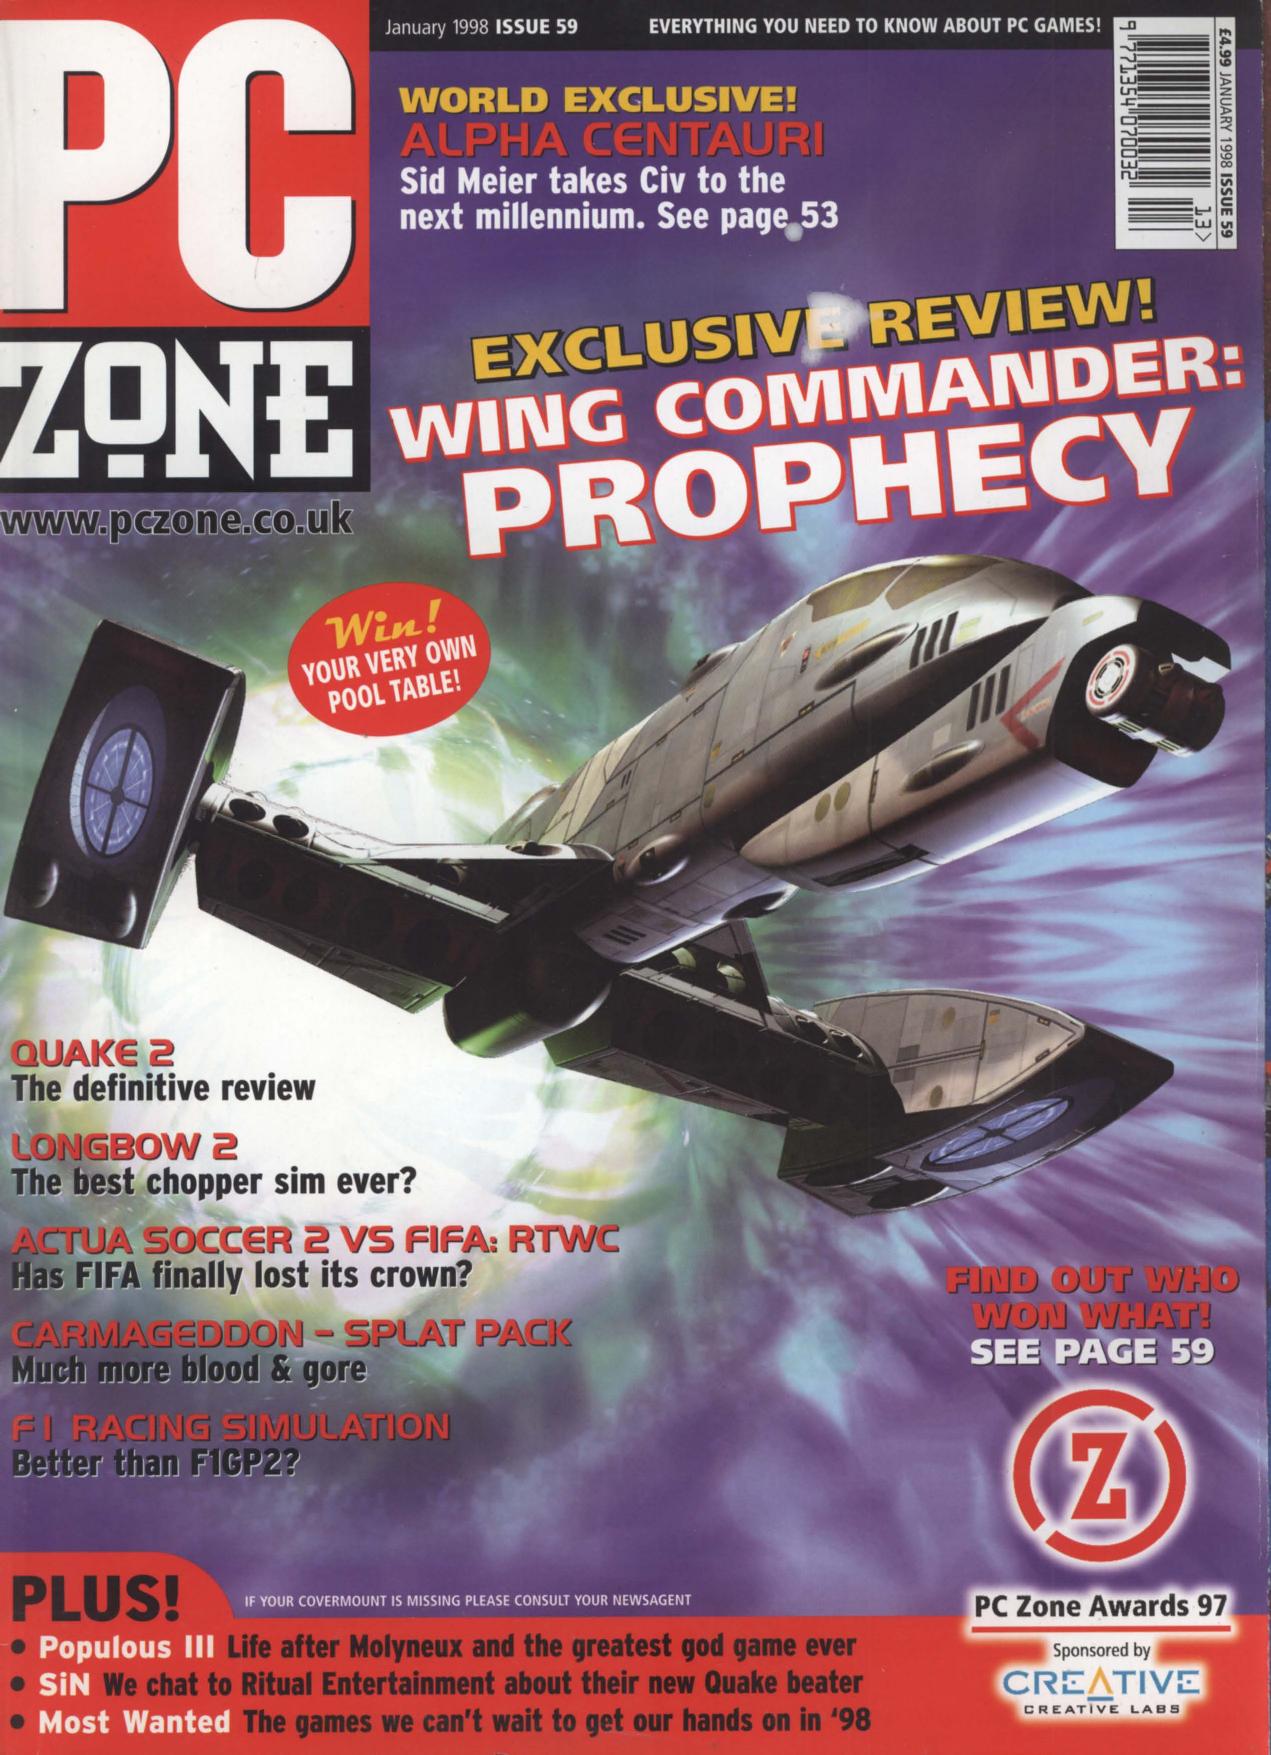 PC
ZONE
www.pczone.co.uk
January 1998 ISSUE 59
EVERYTHING YOU NEED TO KNOW ABOUT PC GAMES!
£4.99 JANUARY 1998 ISSUE 59
9 771354 070032
13>
WORLD EXCLUSIVE!
ALPHA CENTAURI
Sid Meier takes Civ to the
next millennium. See page 53
EXCLUSIVE REVIEW!
WING COMMANDER:
PROPHECY
Win!
YOUR VERY OWN
POOL TABLE!
QUAKE 2
The definitive review
LONGBOW 2
The best chopper sim ever?
ACTUA SOCCER 2 VS FIFA: RTWC
Has FIFA finally lost its crown?
CARMAGEDDON – SPLAT PACK
Much more blood & gore
F1 RACING SIMULATION
Better than F1GP2?
FIND OUT WHO
WON WHAT!
SEE PAGE 59
Z
PC Zone Awards 97
Sponsored by
CREATIVE
CREATIVE LABS
PLUS!
IF YOUR COVERMOUNT IS MISSING PLEASE CONSULT YOUR NEWSAGENT
• Populous III Life after Molyneux and the greatest god game ever
• SiN We chat to Ritual Entertainment about their new Quake beater
• Most Wanted The games we can't wait to get our hands on in '98